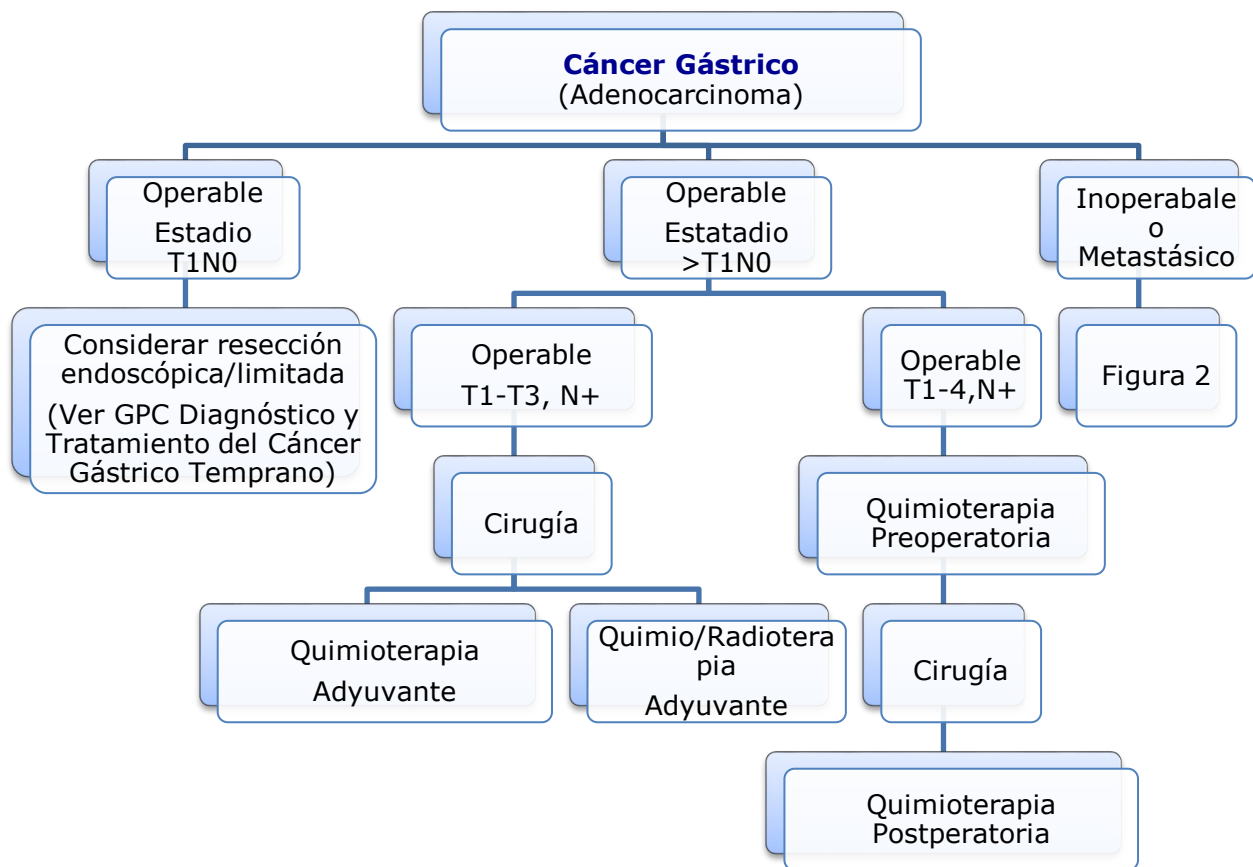 Cáncer Gástrico
(Adenocarcinoma)
Operable
Estadio
T1N0
Operable
Estatadio
>T1N0
Inoperabale
o
Metastásico
Considerar resección
endoscópica/limitada
(Ver GPC Diagnóstico y
Tratamiento del Cáncer
Gástrico Temprano)
Operable
T1-T3, N+
Operable
T1-4,N+
Figura 2
Cirugía
Quimioterapia
Preoperatoria
Quimioterapia
Adyuvante
Quimio/Radiotera
pia
Adyuvante
Cirugía
Quimioterapia
Postperatoria